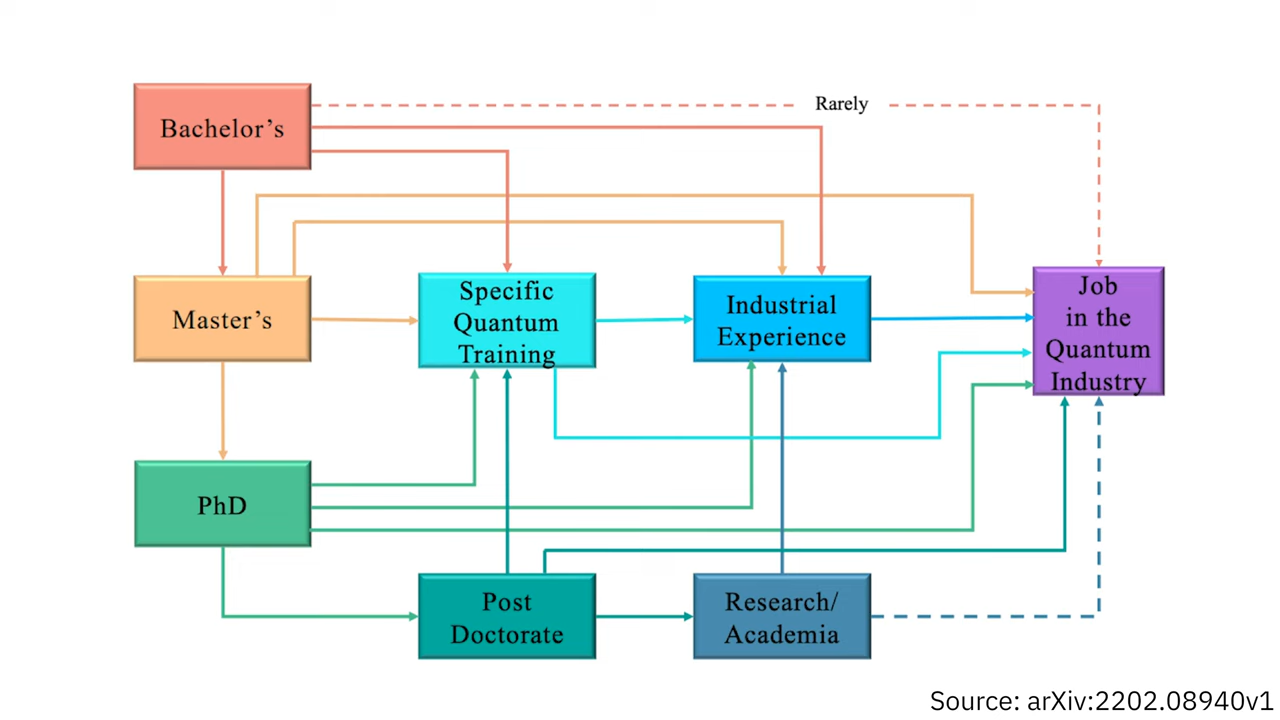 Rarely
Bachelor’s
Master’s
Specific
Quantum
Training
Industrial
Experience
Job
in the
Quantum
Industry
PhD
Post
Doctorate
Research/
Academia
Source: arXiv:2202.08940v1